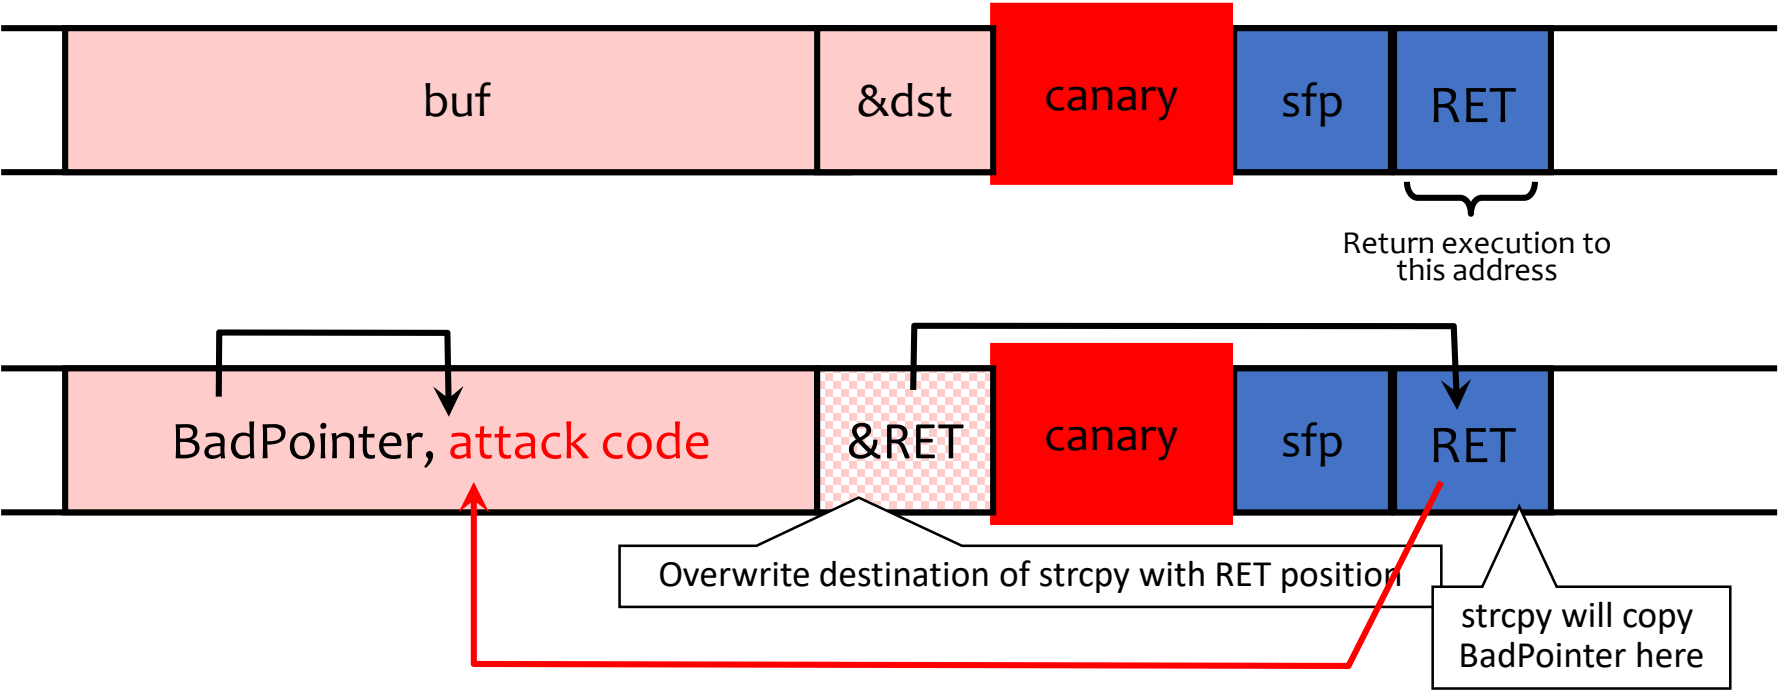 buf
&dst
canary
sfp
RET
Return execution to
this address
BadPointer, attack code
&RET
canary
sfp
RET
Overwrite destination of strcpy with RET position
strcpy will copy
BadPointer here